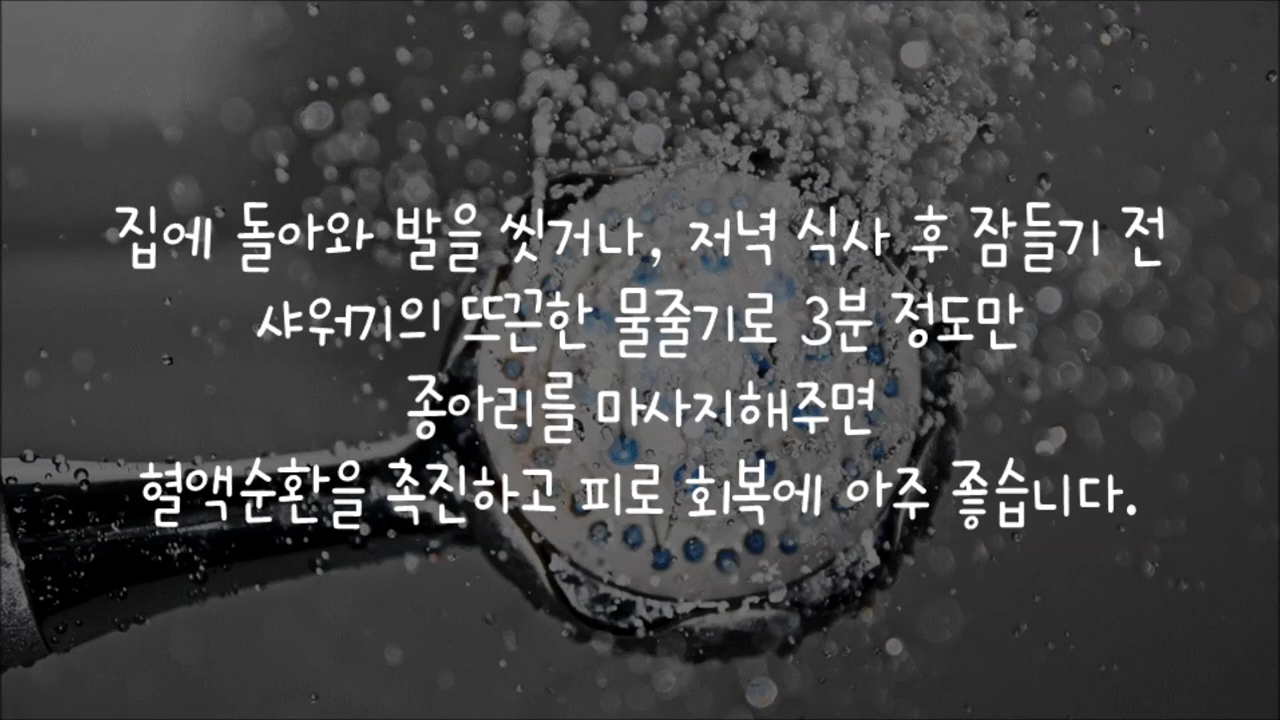 집에 돌아와 발을 씻거나, 저녁 식사 후 잠들기 전
샤워기의 뜨끈한 물줄기로 3분 정도만
종아리를 마사지해주면
혈액순환을 촉진하고 피로 회복에 아주 좋습니다.